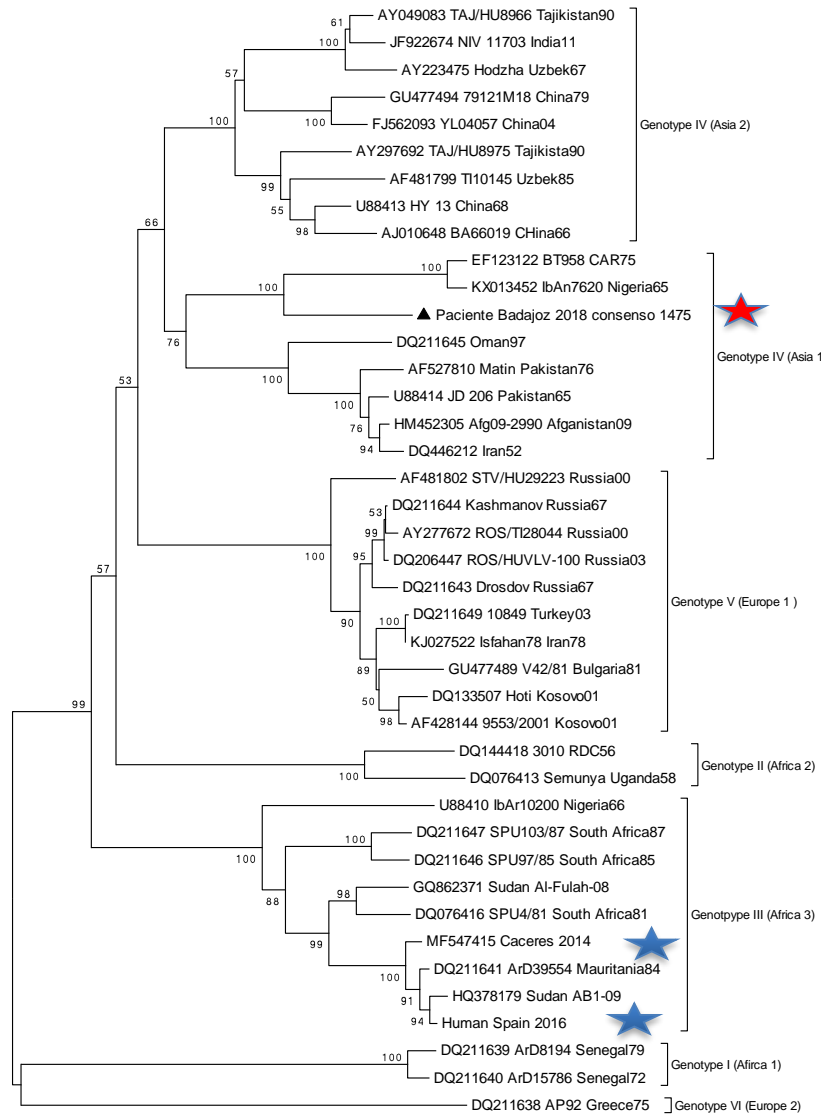 61
AY049083 TAJ/HU8966 Tajikistan90
100
JF922674 NIV 11703 India11
57
AY223475 Hodzha Uzbek67
GU477494 79121M18 China79
100
100
FJ562093 YL04057 China04
Genotype IV (Asia 2)
AY297692 TAJ/HU8975 Tajikista90
99
AF481799 TI10145 Uzbek85
55
U88413 HY 13 China68
66
98
AJ010648 BA66019 CHina66
EF123122 BT958 CAR75
100
100
KX013452 IbAn7620 Nigeria65
Paciente Badajoz 2018 consenso 1475
76
DQ211645 Oman97
Genotype IV (Asia 1
100
AF527810 Matin Pakistan76
53
100
U88414 JD 206 Pakistan65
76
HM452305 Afg09-2990 Afganistan09
94
DQ446212 Iran52
AF481802 STV/HU29223 Russia00
53
DQ211644 Kashmanov Russia67
99
AY277672 ROS/TI28044 Russia00
100
95
DQ206447 ROS/HUVLV-100 Russia03
57
DQ211643 Drosdov Russia67
Genotype V (Europe 1 )
90
100
DQ211649 10849 Turkey03
KJ027522 Isfahan78 Iran78
89
GU477489 V42/81 Bulgaria81
50
DQ133507 Hoti Kosovo01
99
98
AF428144 9553/2001 Kosovo01
DQ144418 3010 RDC56
100
Genotype II (Africa 2)
DQ076413 Semunya Uganda58
U88410 IbAr10200 Nigeria66
100
100
DQ211647 SPU103/87 South Africa87
DQ211646 SPU97/85 South Africa85
88
98
GQ862371 Sudan Al-Fulah-08
DQ076416 SPU4/81 South Africa81
Genotpype III (Africa 3)
99
MF547415 Caceres 2014
100
DQ211641 ArD39554 Mauritania84
91
HQ378179 Sudan AB1-09
94
Human Spain 2016
100
DQ211639 ArD8194 Senegal79
Genotype I (Afirca 1)
DQ211640 ArD15786 Senegal72
DQ211638 AP92 Greece75
Genotype VI (Europe 2)